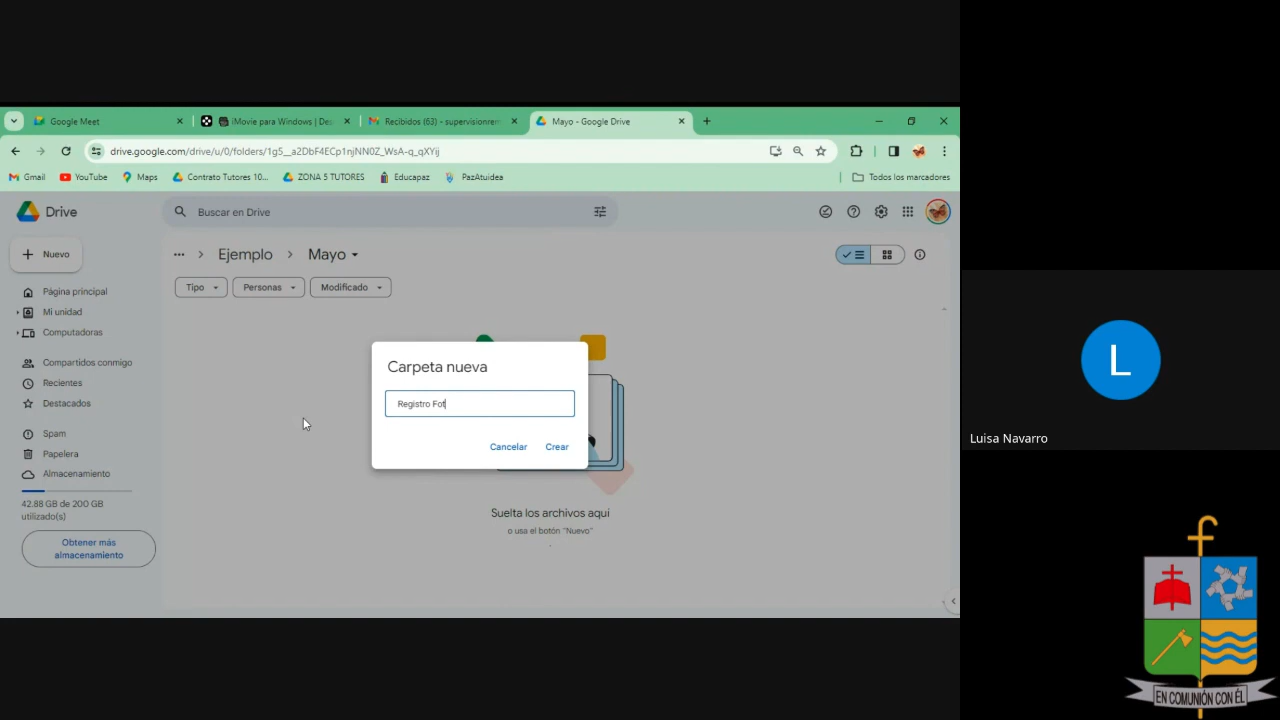 Google Meet
iMovie para Windows | Des
Recibidos (63) - supervisionrem
Mayo - Google Drive
drive.google.com/drive/u/0/folders/1g5__a2DbF4ECp1njNN0Z_WsA-q_qXYij
Gmail
YouTube
Maps
Contrato Tutores 10...
ZONA 5 TUTORES
Educapaz
PazAtuidea
Todos los marcadores
Drive
Buscar en Drive
Nuevo
Ejemplo
Mayo
Tipo
Personas
Modificado
Página principal
Mi unidad
Computadoras
Compartidos conmigo
Recientes
Destacados
Spam
Papelera
Almacenamiento
42.88 GB de 200 GB
utilizado(s)
Obtener más
almacenamiento
Carpeta nueva
Registro Fot
Cancelar
Crear
Suelta los archivos aquí
o usa el botón "Nuevo"
L
Luisa Navarro
EN COMUNIÓN CON ÉL